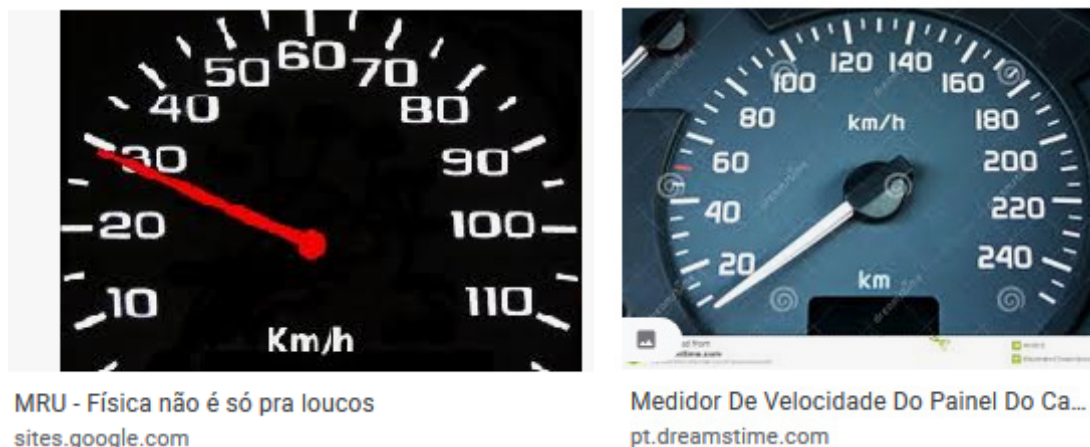 50 60 70
40 80
30 90
20 100
10 110
Km/h
MRU - Física não é só pra loucos
sites.google.com
120 140
100 160
80 km/h 180
60 200
40 220
20 240
km
Medidor De Velocidade Do Painel Do Ca...
pt.dreamstime.com